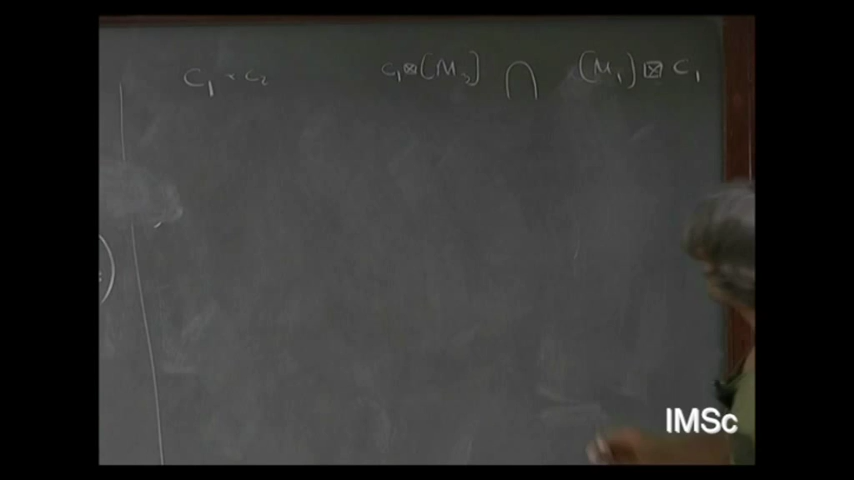 C₁ × C₂ C₁ ⊠ (M₂) ∩ (M₁) ⊠ C₁
IMSc